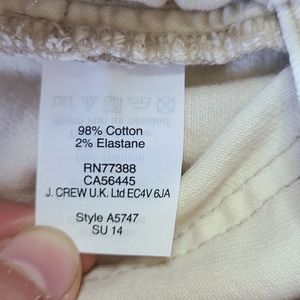 98% Cotton
2% Elastane
RN77388
CA56445
J. CREW U.K. Ltd EC4V 6JA
Style A5747
SU 14